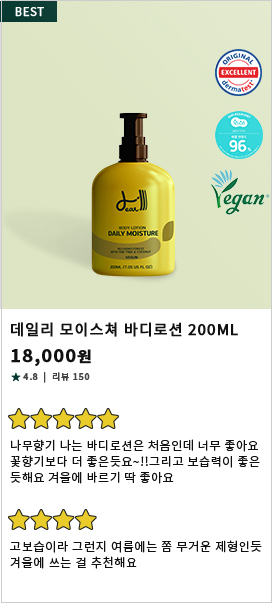 BEST
ORIGINAL
EXCELLENT
dermatest
96%
Vegan
Dear
BODY LOTION
DAILY MOISTURE
데일리 모이스쳐 바디로션 200ML
18,000원
★ 4.8 | 리뷰 150
나무향기 나는 바디로션은 처음인데 너무 좋아요
꽃향기보다 더 좋은듯요~!!그리고 보습력이 좋은
듯해요 겨울에 바르기 딱 좋아요
고보습이라 그런지 여름에는 쫌 무거운 제형인듯
겨울에 쓰는 걸 추천해요